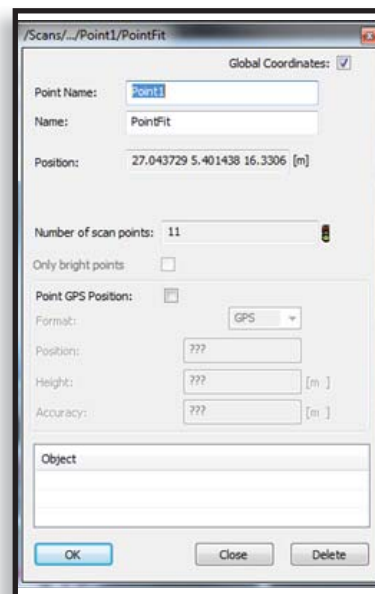 /Scans/.../Point1/PointFit
Global Coordinates:
Point Name: Point1
Name: PointFit
Position: 27.043729 5.401438 16.3306 [m]
Number of scan points: 11
Only bright points
Point GPS Position:
Format: GPS
Position: ???
Height: ??? [m ]
Accuracy: ??? [m ]
Object
OK Close Delete